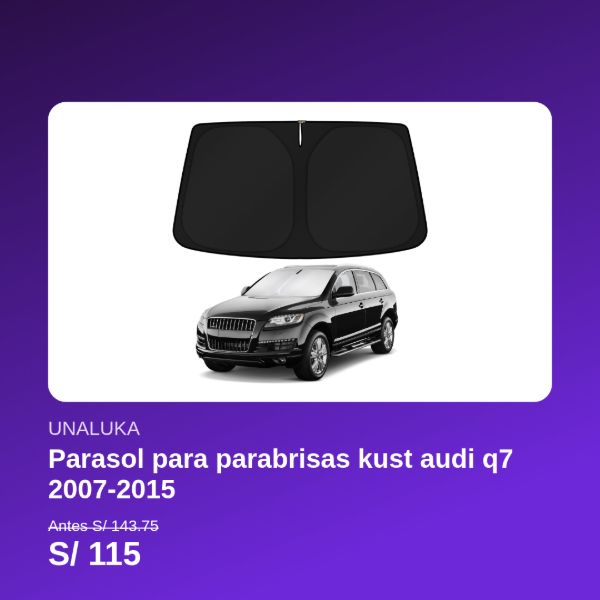 UNALUKA
Parasol para parabrisas kust audi q7
2007-2015
Antes S/ 143.75
S/ 115